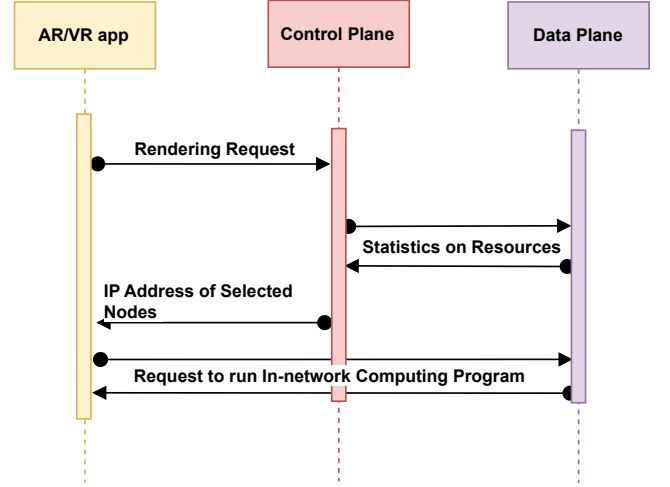 AR/VR app
Control Plane
Data Plane
Rendering Request
Statistics on Resources
IP Address of Selected
Nodes
Request to run In-network Computing Program